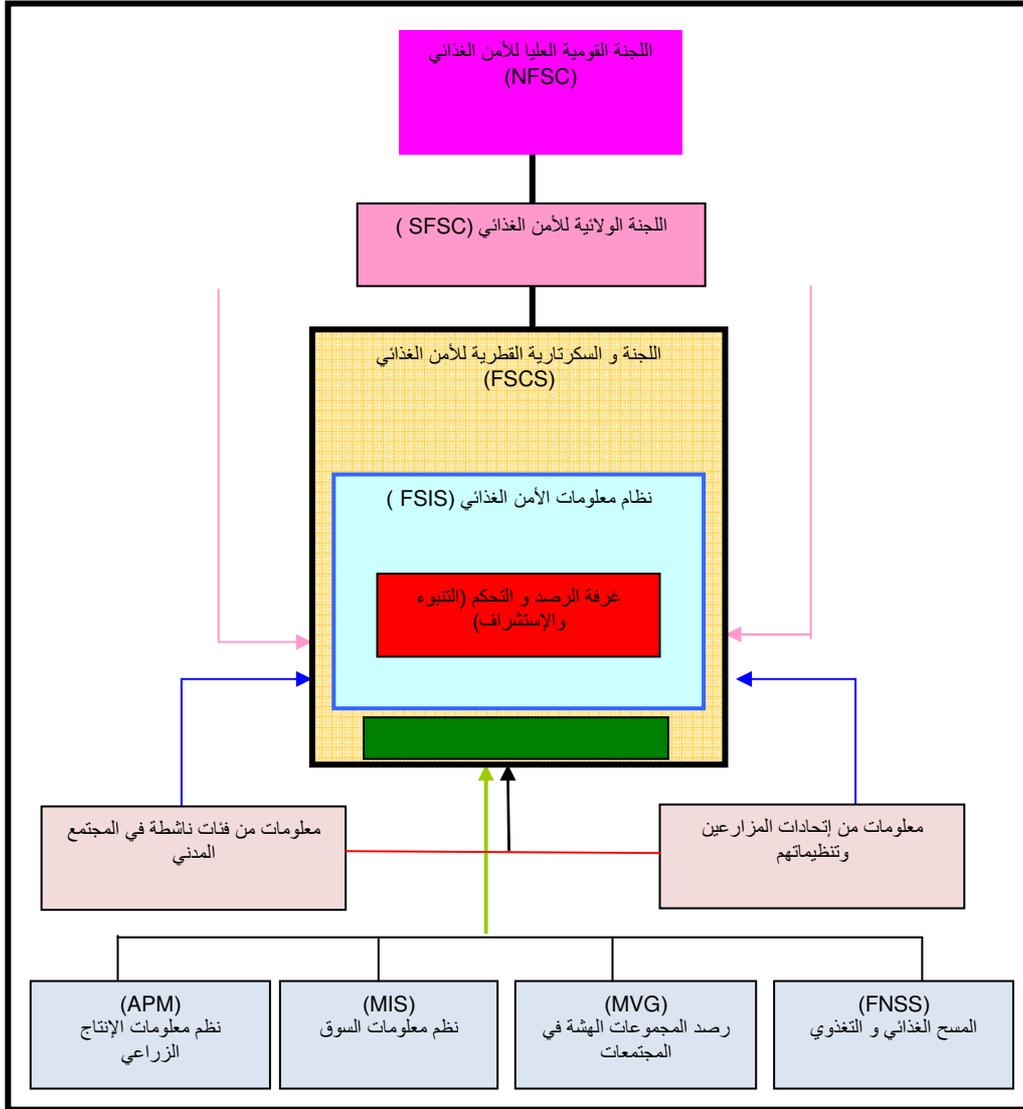 اللجنة القومية العليا للأمن الغذائي
(NFSC)
اللجنة الولائية للأمن الغذائي (SFSC )
اللجنة و السكرتارية القطرية للأمن الغذائي
(FSCS)
نظام معلومات الأمن الغذائي (FSIS )
غرفة الرصد و التحكم (التنبوء
والإستشراف)
معلومات من إتحادات المزارعين
وتنظيماتهم
معلومات من فئات ناشطة في المجتمع
المدني
(FNSS)
المسح الغذائي و التغذوي
(MVG)
رصد المجموعات الهشة في
المجتمعات
(MIS)
نظم معلومات السوق
(APM)
نظم معلومات الإنتاج
الزراعي